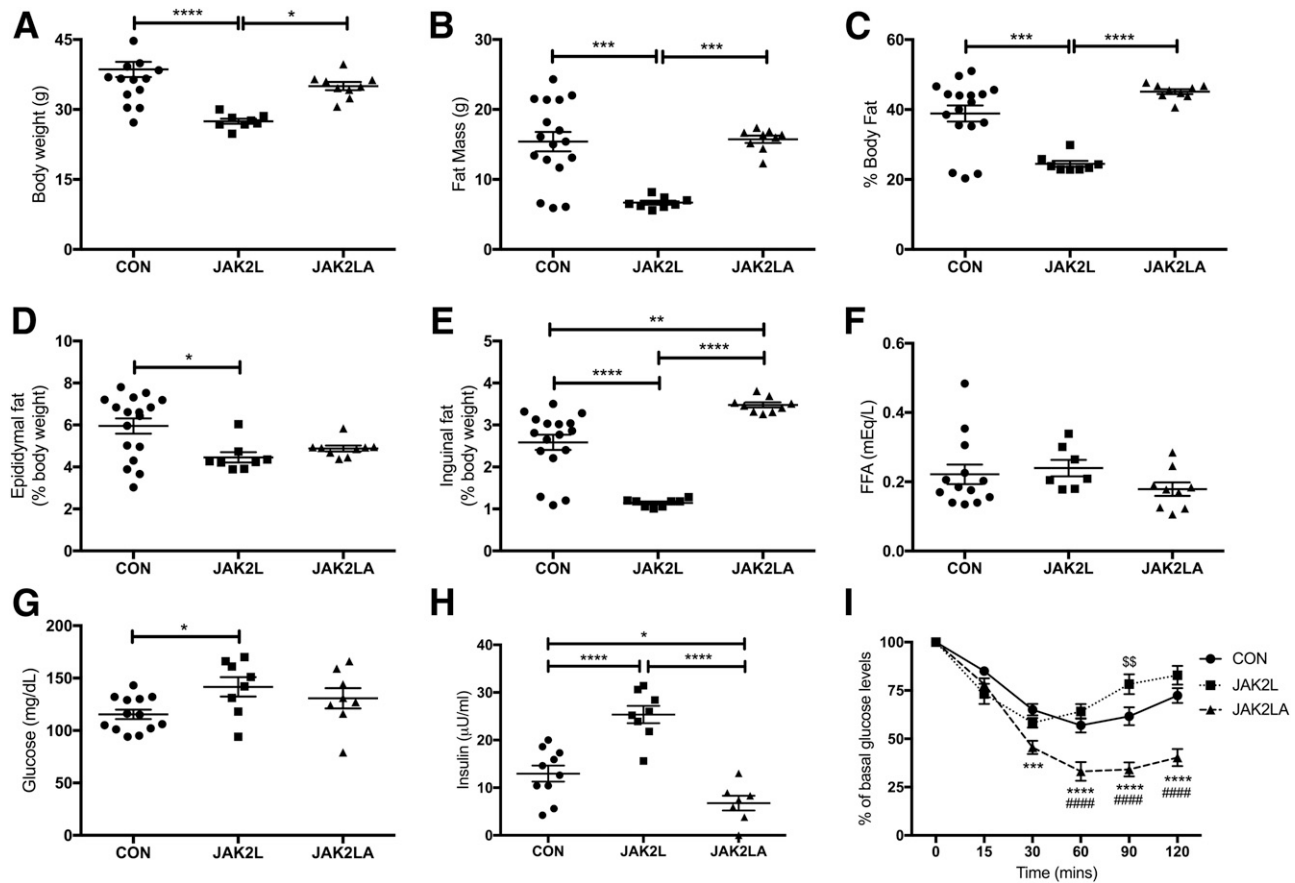 A
**** *
Body weight (g)
45
30
15
0
CON JAK2L JAK2LA
B
*** ***
Fat Mass (g)
30
20
10
0
CON JAK2L JAK2LA
C
*** ****
% Body Fat
60
40
20
0
CON JAK2L JAK2LA
D
*
Epididymal fat
(% body weight)
10
8
6
4
2
0
CON JAK2L JAK2LA
E
**
****
****
Inguinal fat
(% body weight)
5
4
3
2
1
0
CON JAK2L JAK2LA
F
FFA (mEq/L)
0.6
0.4
0.2
0.0
CON JAK2L JAK2LA
G
*
Glucose (mg/dL)
200
150
100
50
0
CON JAK2L JAK2LA
H
*
**** ****
Insulin (μU/ml)
40
30
20
10
0
CON JAK2L JAK2LA
I
% of basal glucose levels
100
75
50
25
0
$$
***
**** **** ****
#### #### ####
0 15 30 60 90 120
Time (mins)
CON
JAK2L
JAK2LA